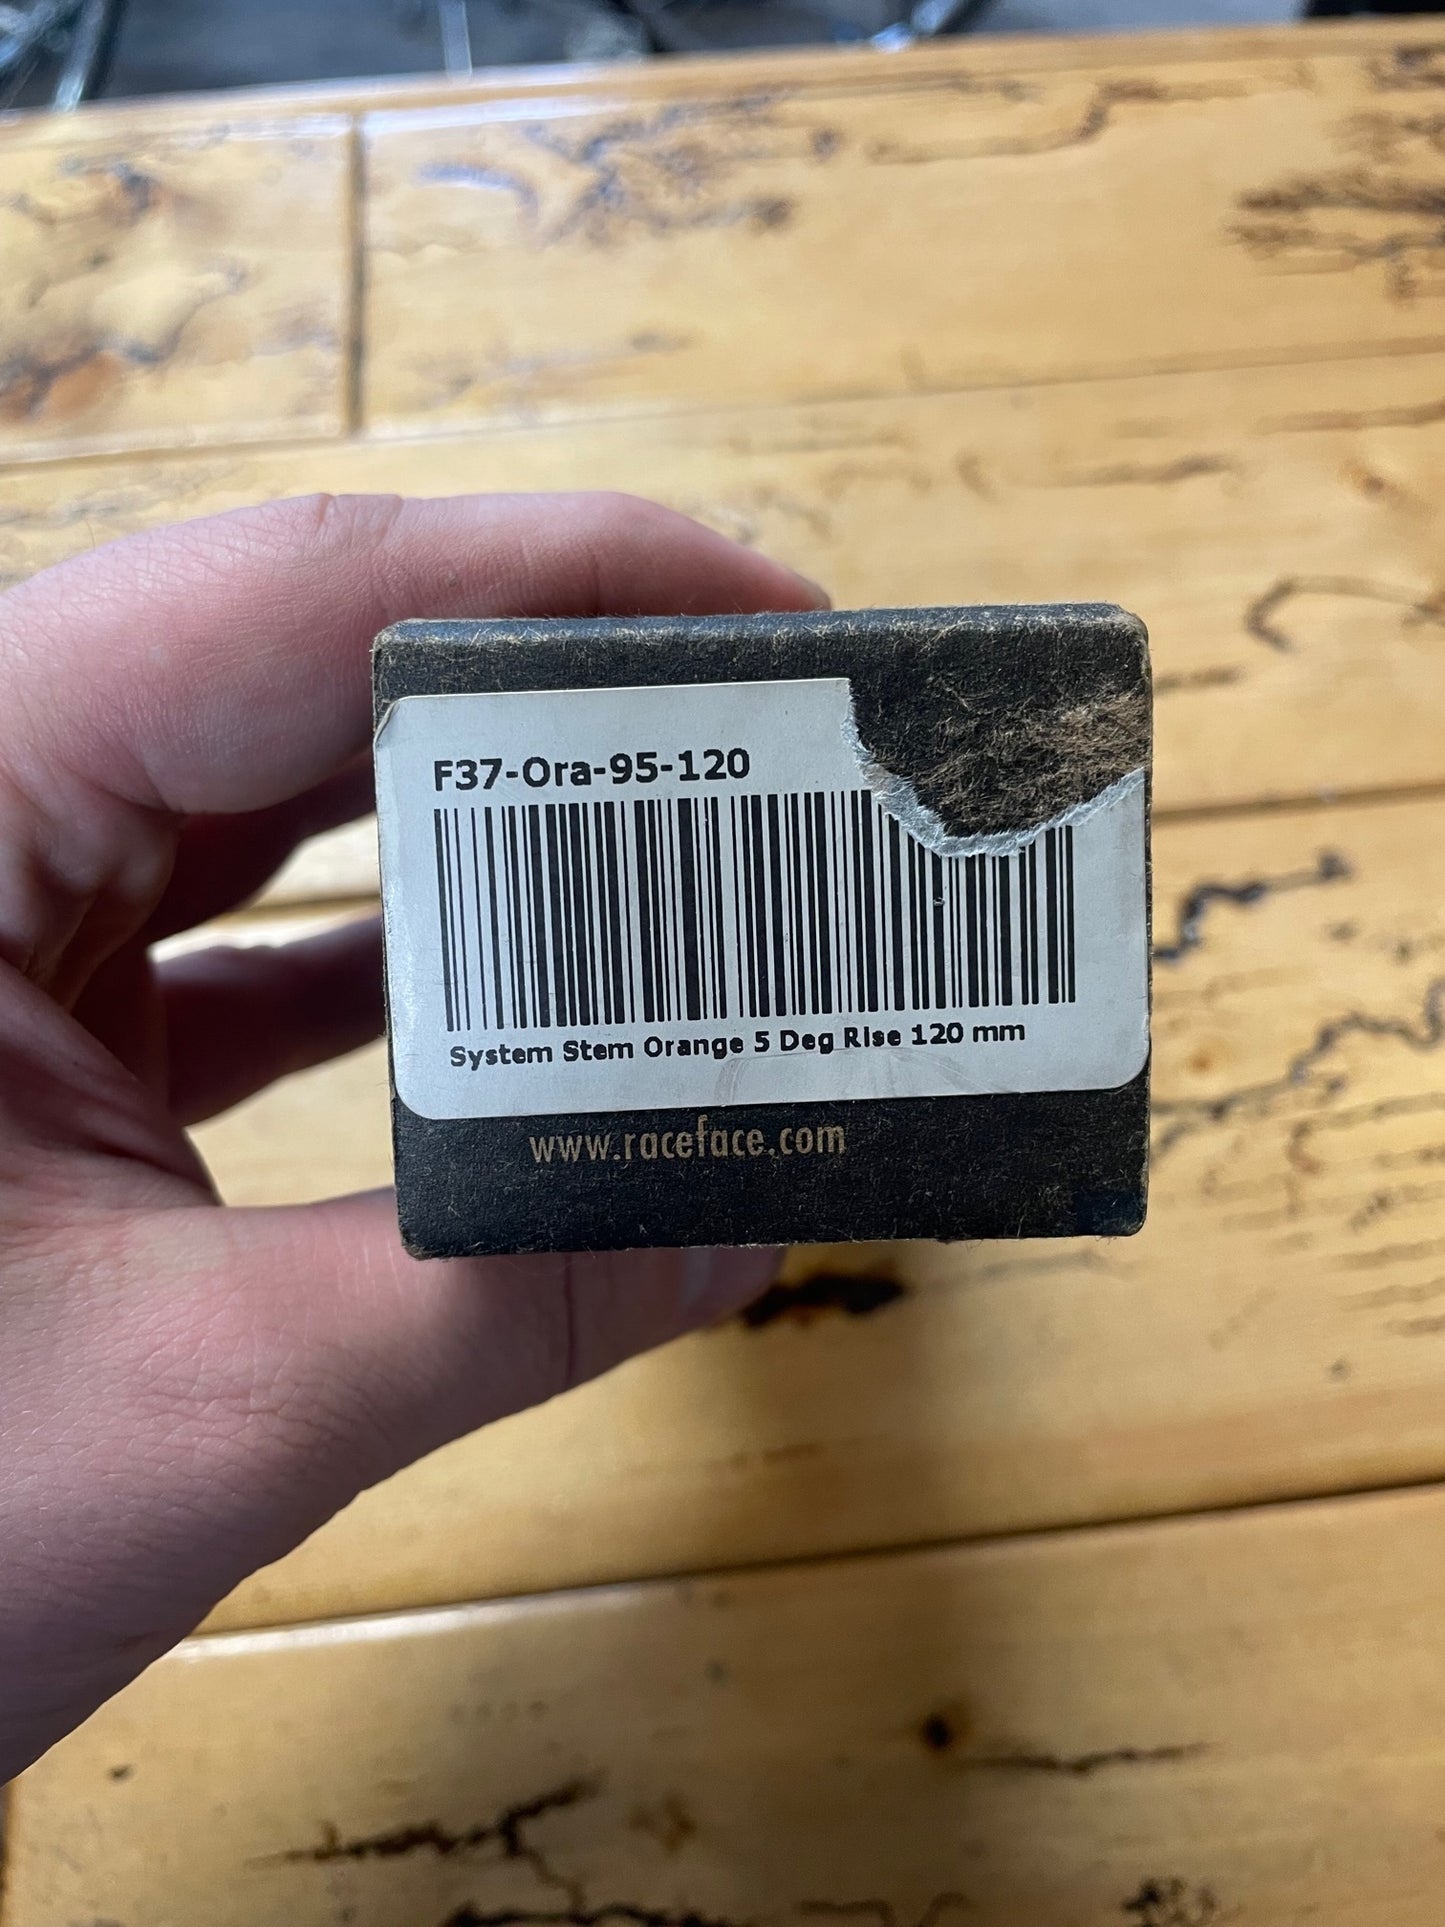 F37-Ora-95-120
System Stem Orange 5 Deg Rise 120 mm
www.raceface.com